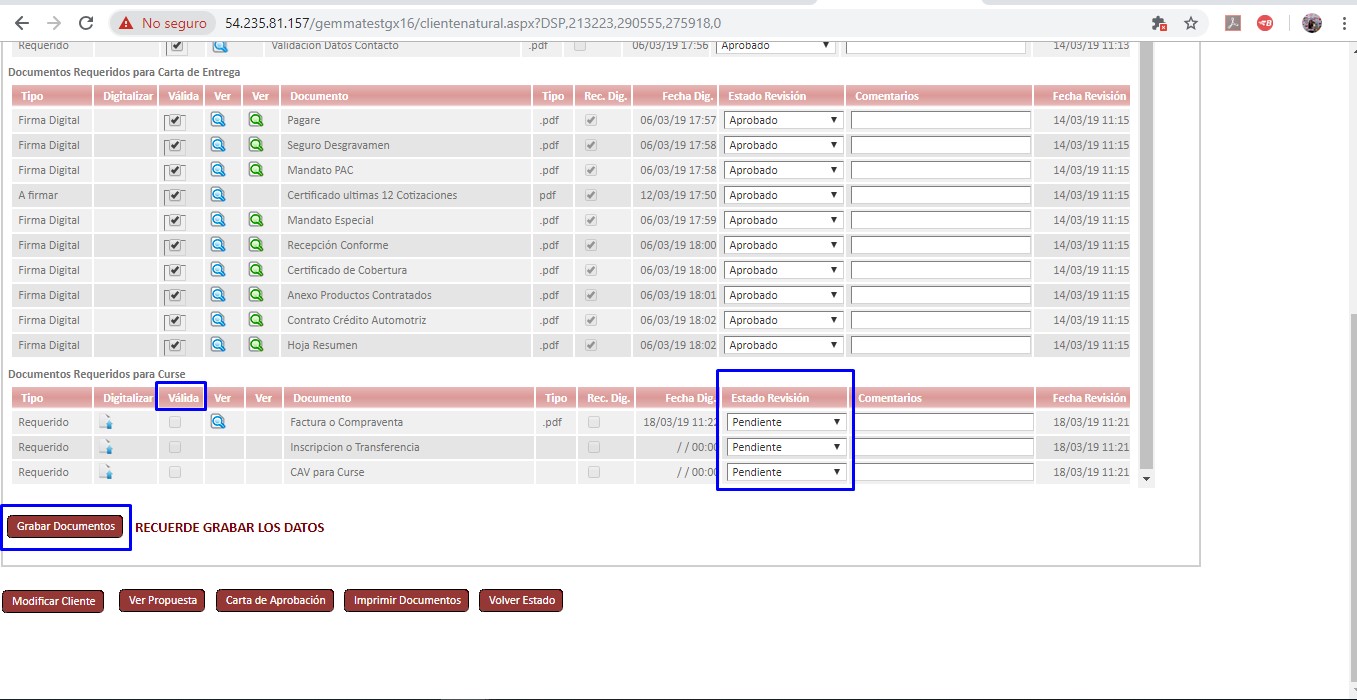 No seguro 54.235.81.157/gemmatestgx16/clientenatural.aspx?DSP,213223,290555,275918,0
Requerido Validacion Datos Contacto .pdf 06/03/19 17:56 Aprobado 14/03/19 11:13
Documentos Requeridos para Carta de Entrega
Tipo Digitalizar Válida Ver Ver Documento Tipo Rec. Dig. Fecha Dig. Estado Revisión Comentarios Fecha Revisión
Firma Digital Pagare .pdf 06/03/19 17:57 Aprobado 14/03/19 11:15
Firma Digital Seguro Desgravamen .pdf 06/03/19 17:58 Aprobado 14/03/19 11:15
Firma Digital Mandato PAC .pdf 06/03/19 17:58 Aprobado 14/03/19 11:15
A firmar Certificado ultimas 12 Cotizaciones pdf 12/03/19 17:50 Aprobado 14/03/19 11:15
Firma Digital Mandato Especial .pdf 06/03/19 17:59 Aprobado 14/03/19 11:15
Firma Digital Recepción Conforme .pdf 06/03/19 18:00 Aprobado 14/03/19 11:15
Firma Digital Certificado de Cobertura .pdf 06/03/19 18:00 Aprobado 14/03/19 11:15
Firma Digital Anexo Productos Contratados .pdf 06/03/19 18:01 Aprobado 14/03/19 11:15
Firma Digital Contrato Crédito Automotriz .pdf 06/03/19 18:02 Aprobado 14/03/19 11:15
Firma Digital Hoja Resumen .pdf 06/03/19 18:02 Aprobado 14/03/19 11:15
Documentos Requeridos para Curse
Tipo Digitalizar Válida Ver Ver Documento Tipo Rec. Dig. Fecha Dig. Estado Revisión Comentarios Fecha Revisión
Requerido Factura o Compraventa .pdf 18/03/19 11:22 Pendiente 18/03/19 11:21
Requerido Inscripcion o Transferencia / / 00:00 Pendiente 18/03/19 11:21
Requerido CAV para Curse / / 00:00 Pendiente 18/03/19 11:21
Grabar Documentos RECUERDE GRABAR LOS DATOS
Modificar Cliente Ver Propuesta Carta de Aprobación Imprimir Documentos Volver Estado